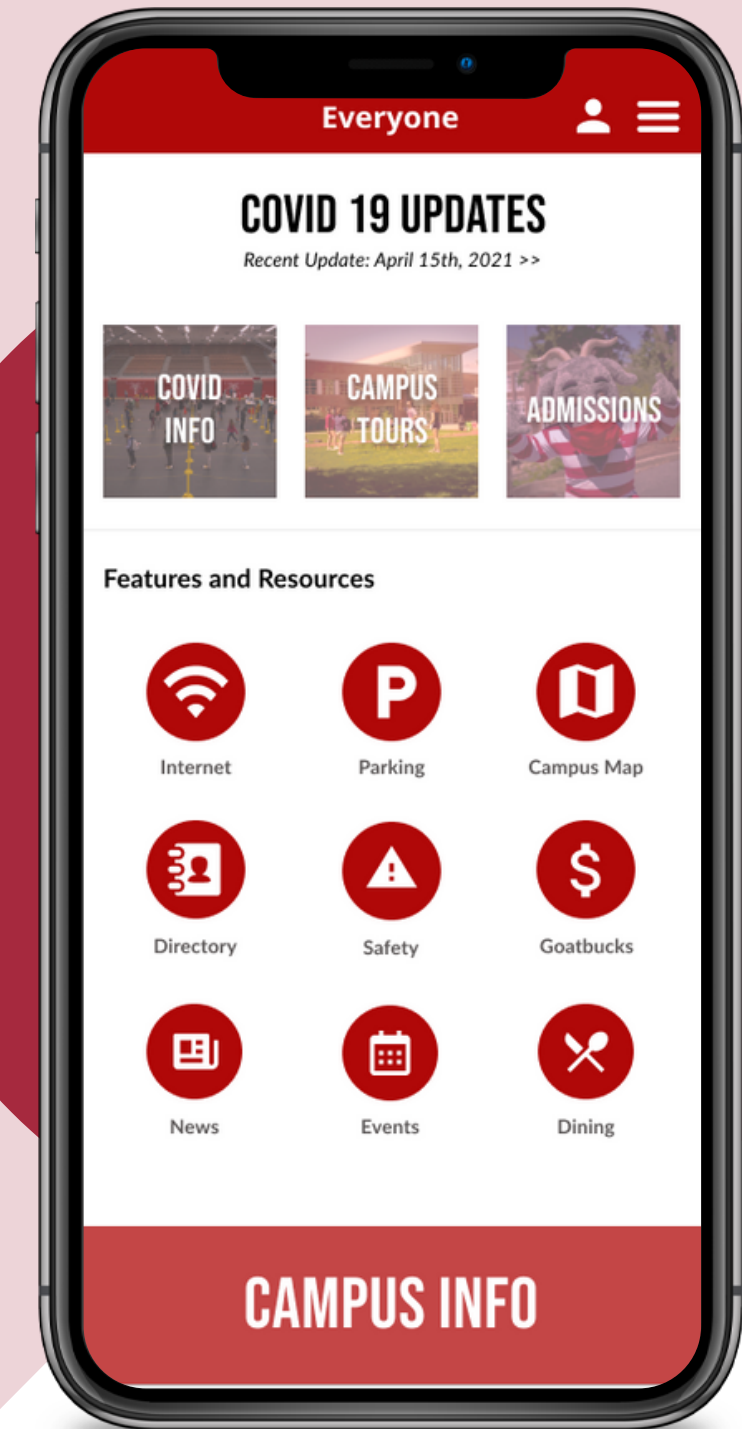 Everyone
COVID 19 UPDATES
Recent Update: April 15th, 2021 >>
COVID
INFO
CAMPUS
TOURS
ADMISSIONS
Features and Resources
P
Internet
Parking
Campus Map
$
Directory
Safety
Goatbucks
News
Events
Dining
CAMPUS INFO